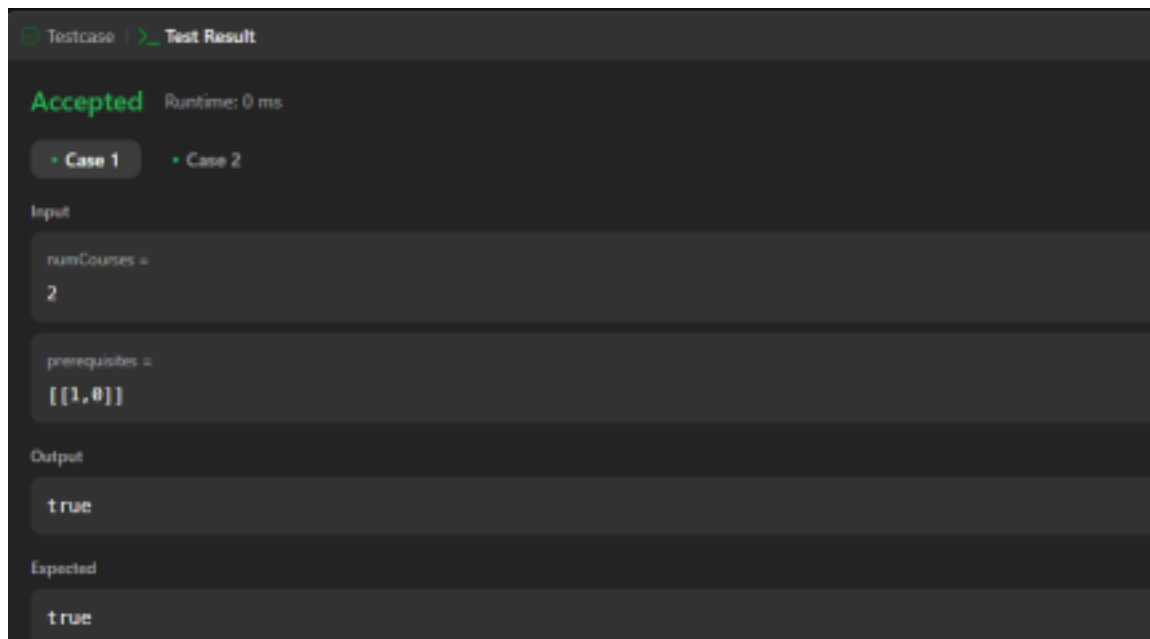 Testcase | >_ Test Result
Accepted Runtime: 0 ms
• Case 1 • Case 2
Input
numCourses =
2
prerequisites =
[[1,0]]
Output
true
Expected
true